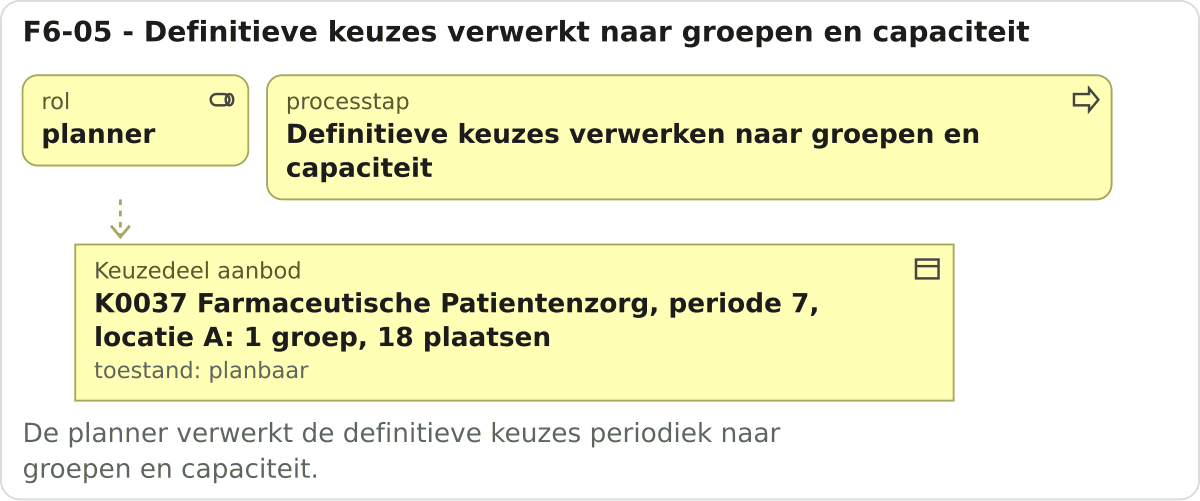 F6-05 - Definitieve keuzes verwerkt naar groepen en capaciteit
rol
planner
processtap
Definitieve keuzes verwerken naar groepen en
capaciteit
Keuzedeel aanbod
K0037 Farmaceutische Patientenzorg, periode 7,
locatie A: 1 groep, 18 plaatsen
toestand: planbaar
De planner verwerkt de definitieve keuzes periodiek naar
groepen en capaciteit.